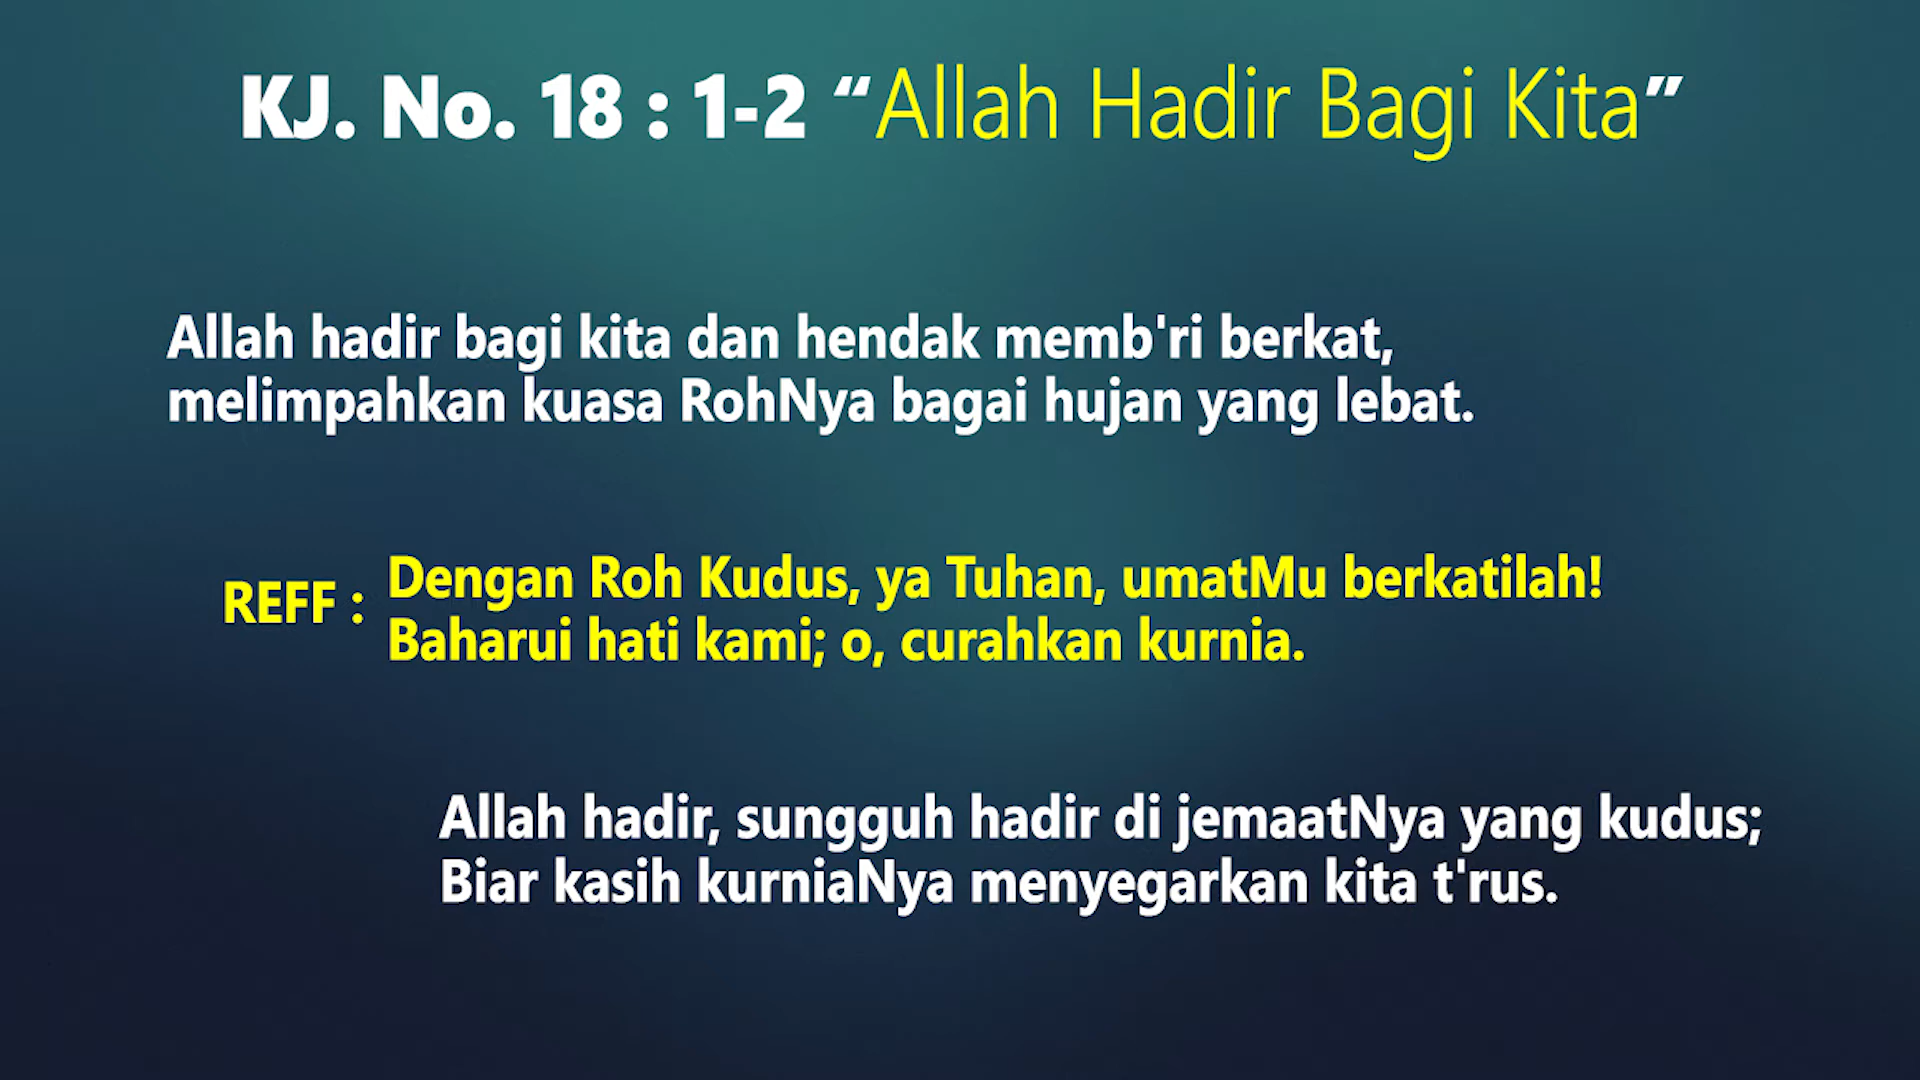 KJ. No. 18 : 1-2 “Allah Hadir Bagi Kita”
Allah hadir bagi kita dan hendak memb'ri berkat,
melimpahkan kuasa RohNya bagai hujan yang lebat.
REFF :
Dengan Roh Kudus, ya Tuhan, umatMu berkatilah!
Baharui hati kami; o, curahkan kurnia.
Allah hadir, sungguh hadir di jemaatNya yang kudus;
Biar kasih kurniaNya menyegarkan kita t'rus.